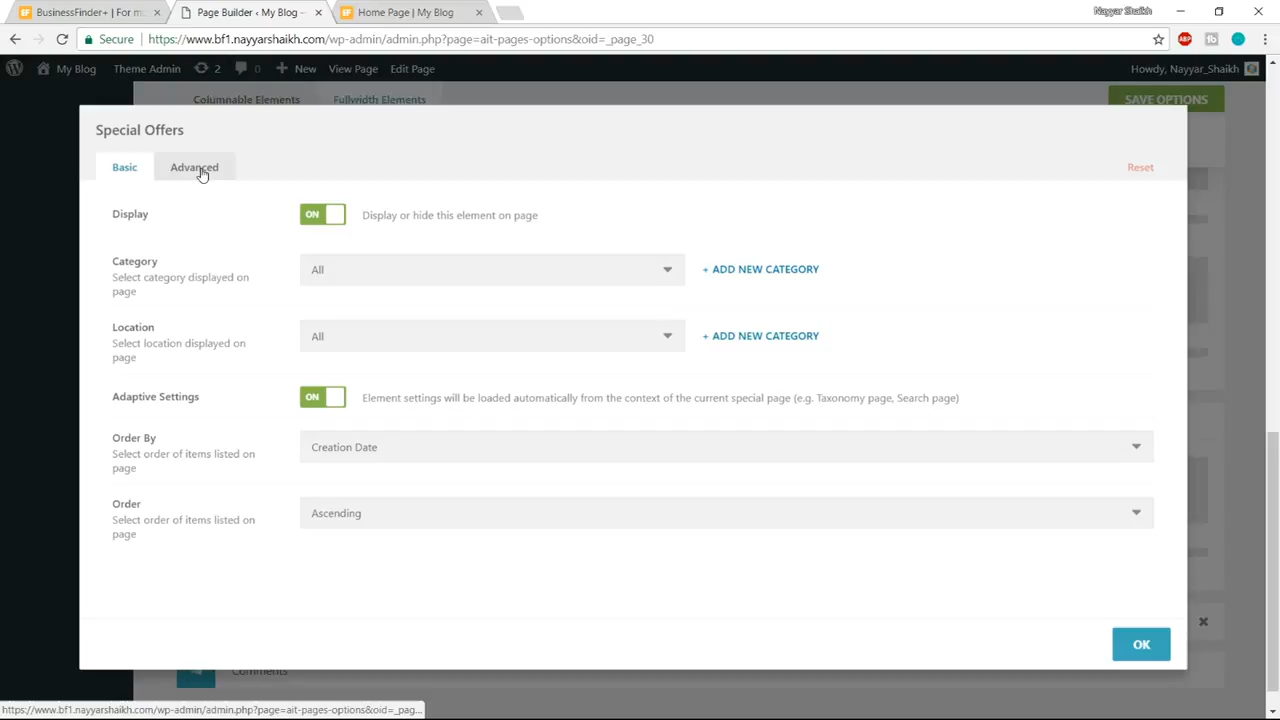 BusinessFinder+ | For m
Page Builder ‹ My Blog –
Home Page | My Blog
Nayyar Shaikh
Secure
https://www.bf1.nayyarshaikh.com/wp-admin/admin.php?page=ait-pages-options&oid=_page_30
ABP
My Blog
Theme Admin
2
0
New
View Page
Edit Page
Howdy, Nayyar_Shaikh
Columnable Elements
Fullwidth Elements
SAVE OPTIONS
Special Offers
Basic
Advanced
Reset
Display
ON
Display or hide this element on page
Category
Select category displayed on
page
All
+ ADD NEW CATEGORY
Location
Select location displayed on
page
All
+ ADD NEW CATEGORY
Adaptive Settings
ON
Element settings will be loaded automatically from the context of the current special page (e.g. Taxonomy page, Search page)
Order By
Select order of items listed on
page
Creation Date
Order
Select order of items listed on
page
Ascending
OK
Comments
https://www.bf1.nayyarshaikh.com/wp-admin/admin.php?page=ait-pages-options&oid=_pag...